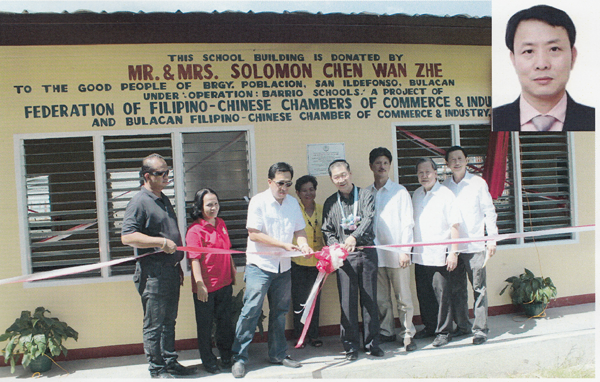 THIS SCHOOL BUILDING IS DONATED BY
MR. & MRS. SOLOMON CHEN WAN ZHE
TO THE GOOD PEOPLE OF BRGY. POBLACION, SAN ILDEFONSO, BULACAN
UNDER "OPERATION: BARRIO SCHOOLS," A PROJECT OF
FEDERATION OF FILIPINO-CHINESE CHAMBERS OF COMMERCE & INDU
AND BULACAN FILIPINO-CHINESE CHAMBER OF COMMERCE & INDUSTRY,